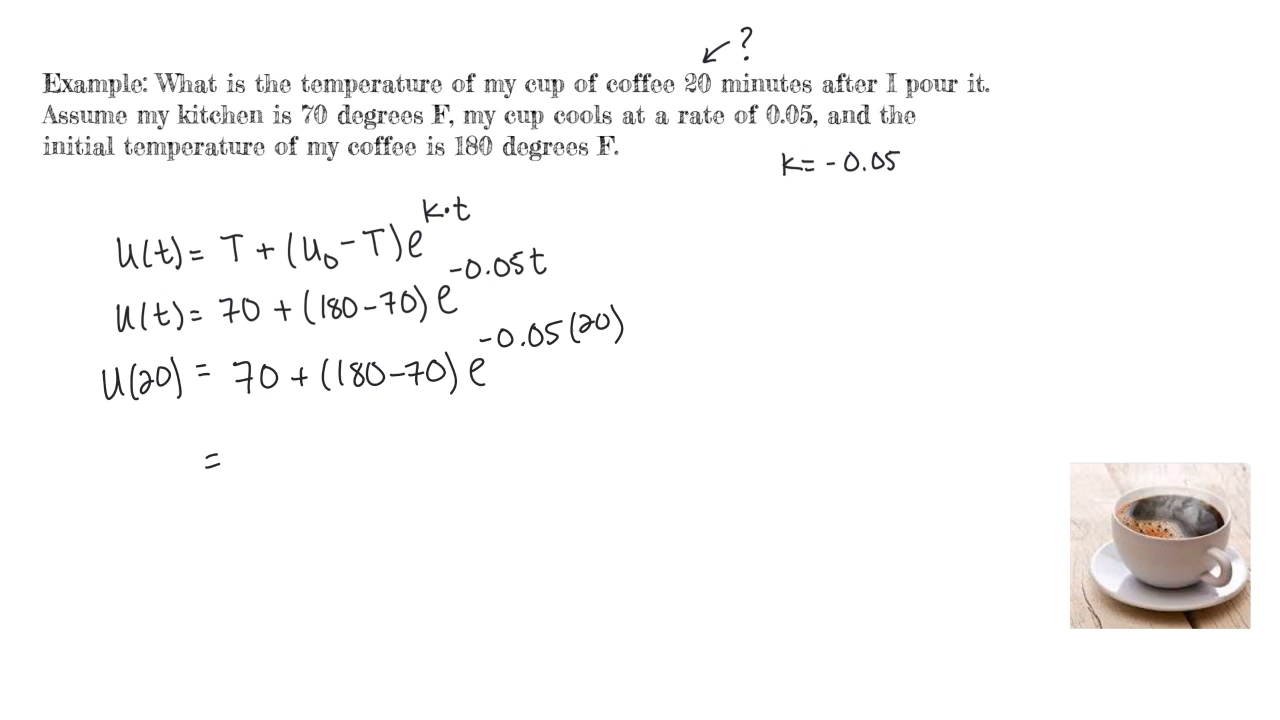 ?
Example: What is the temperature of my cup of coffee 20 minutes after I pour it.
Assume my kitchen is 70 degrees F, my cup cools at a rate of 0.05, and the
initial temperature of my coffee is 180 degrees F.
k = - 0.05
u(t) = T + (u₀ - T)e^k·t
u(t) = 70 + (180-70) e^-0.05t
u(20) = 70 + (180-70) e^-0.05(20)
=